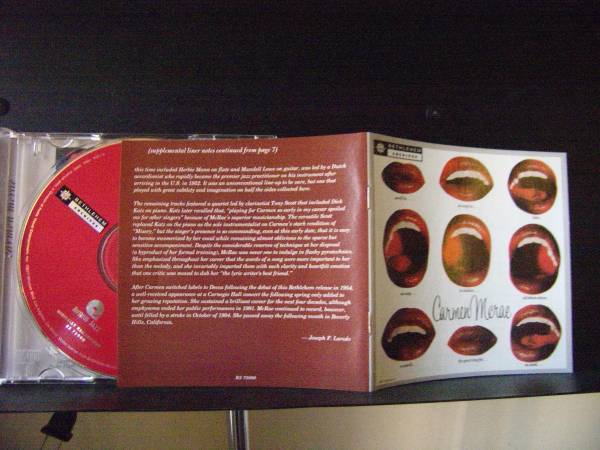 (supplemental liner notes continued from page 7)
this time included Herbie Mann on flute and Mundell Lowe on guitar, was led by a Dutch
accordionist who rapidly became the premier jazz practitioner on his instrument after
arriving in the U.S. in 1952. It was an unconventional line-up to be sure, but one that
played with great subtlety and imagination on half the sides collected here.
The remaining tracks featured a quartet led by clarinetist Tony Scott that included Dick
Katz on piano. Katz later recalled that, "playing for Carmen so early in my career spoiled
me for other singers" because of McRae's superior musicianship. The versatile Scott
replaced Katz on the piano as the sole instrumentalist on Carmen's stark rendition of
"Misery," but the singer's presence is so commanding, even at this early date, that it is easy
to become mesmerized by her vocal while remaining almost oblivious to the sparse but
sensitive accompaniment. Despite the considerable reserve of technique at her disposal
(a byproduct of her formal training), McRae was never one to indulge in flashy pyrotechnics.
She emphasized throughout her career that the words of a song were more important to her
than the melody, and she invariably imparted them with such clarity and heartfelt emotion
that one critic was moved to dub her "the lyric writer's best friend."
After Carmen switched labels to Decca following the debut of this Bethlehem release in 1954,
a well-received appearance at a Carnegie Hall concert the following spring only added to
her growing reputation. She sustained a brilliant career for the next four decades, although
emphysema ended her public performances in 1991. McRae continued to record, however,
until felled by a stroke in October of 1994. She passed away the following month in Beverly
Hills, California.
—Joseph F. Laredo
R2 75990
BETHLEHEM
ARCHIVES
Carmen McRae
BETHLEHEM
ARCHIVES